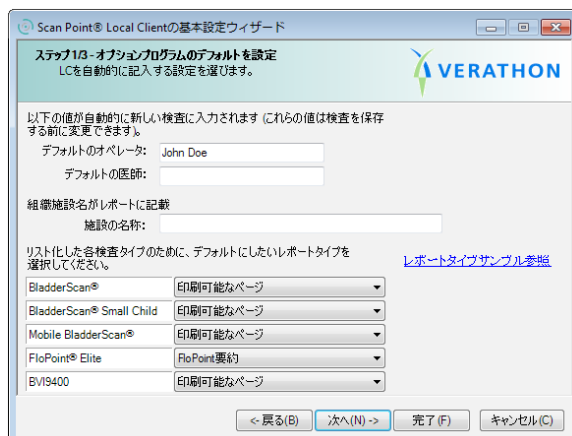 Scan Point® Local Clientの基本設定ウィザード
ステップ1/3-オプションプログラムのデフォルトを設定
LCを自動的に記入する設定を選びます。
VERATHON
以下の値が自動的に新しい検査に入力されます (これらの値は検査を保存
する前に変更できます)。
デフォルトのオペレータ: John Doe
デフォルトの医師:
組織施設名がレポートに記載
施設の名称:
リスト化した各検査タイプのために、デフォルトにしたいレポートタイプを
選択してください。
レポートタイプサンプル参照
BladderScan® 印刷可能なページ
BladderScan® Small Child 印刷可能なページ
Mobile BladderScan® 印刷可能なページ
FloPoint® Elite FloPoint要約
BVI9400 印刷可能なページ
<-戻る(B) 次へ(N)-> 完了(F) キャンセル(C)